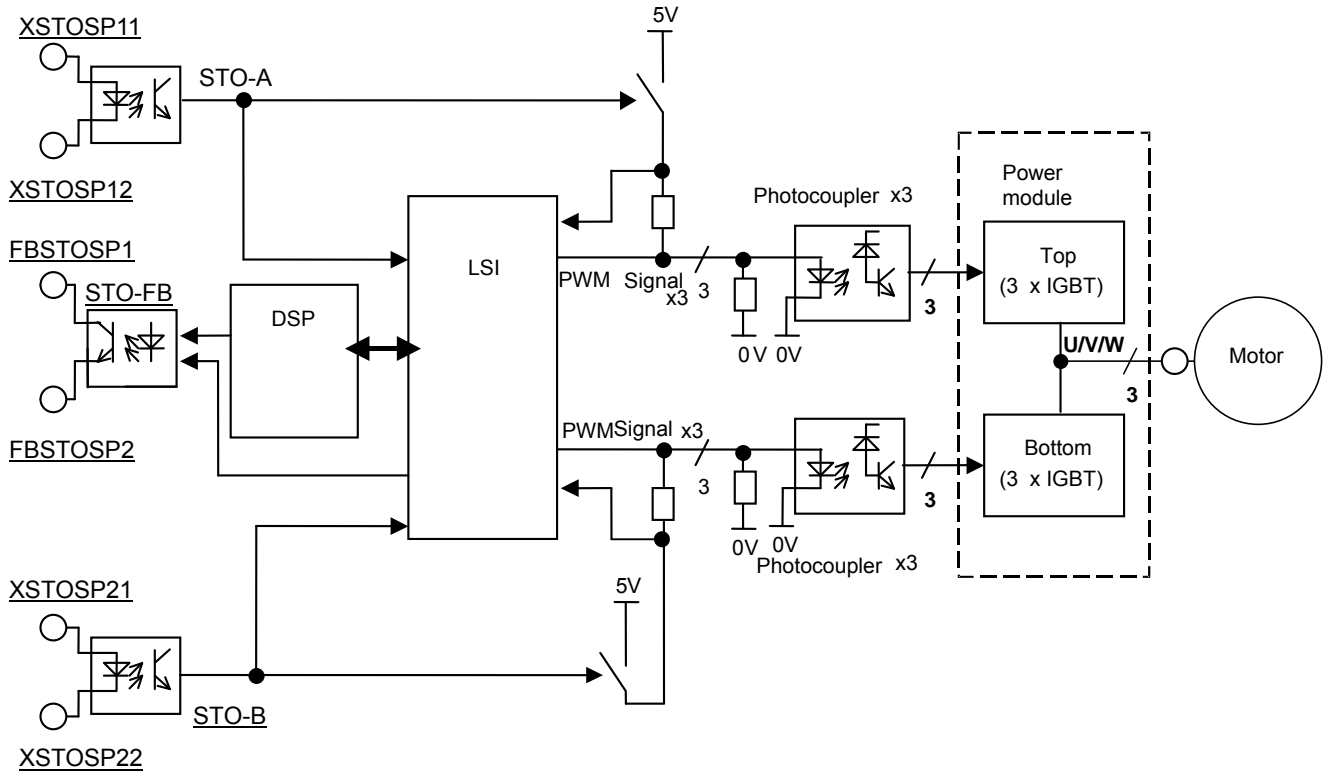 XSTOSP11
STO-A
XSTOSP12
FBSTOSP1
STO-FB
FBSTOSP2
DSP
LSI
5V
PWM
Signal
x3
3
Photocoupler x3
0V
0V
3
Power
module
Top
(3 x IGBT)
U/V/W
3
Motor
PWMSignal x3
3
0V
0V
Photocoupler x3
3
Bottom
(3 x IGBT)
5V
XSTOSP21
STO-B
XSTOSP22